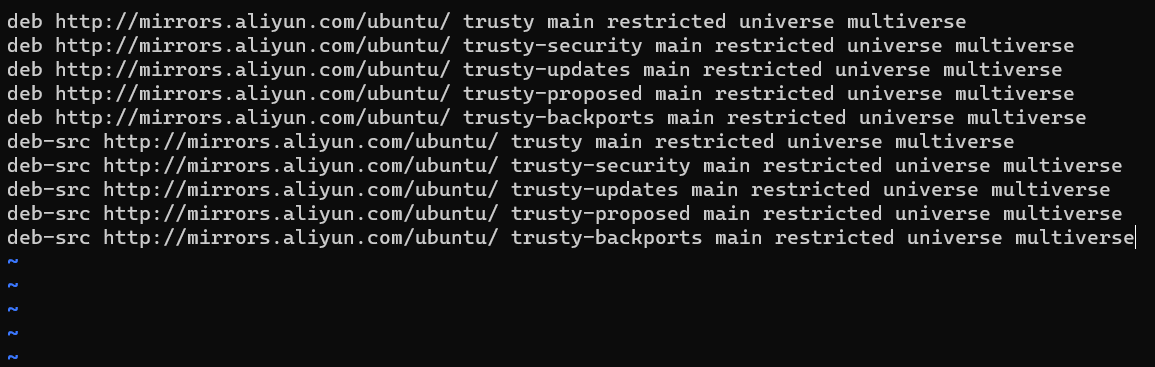 deb http://mirrors.aliyun.com/ubuntu/ trusty main restricted universe multiverse
deb http://mirrors.aliyun.com/ubuntu/ trusty-security main restricted universe multiverse
deb http://mirrors.aliyun.com/ubuntu/ trusty-updates main restricted universe multiverse
deb http://mirrors.aliyun.com/ubuntu/ trusty-proposed main restricted universe multiverse
deb http://mirrors.aliyun.com/ubuntu/ trusty-backports main restricted universe multiverse
deb-src http://mirrors.aliyun.com/ubuntu/ trusty main restricted universe multiverse
deb-src http://mirrors.aliyun.com/ubuntu/ trusty-security main restricted universe multiverse
deb-src http://mirrors.aliyun.com/ubuntu/ trusty-updates main restricted universe multiverse
deb-src http://mirrors.aliyun.com/ubuntu/ trusty-proposed main restricted universe multiverse
deb-src http://mirrors.aliyun.com/ubuntu/ trusty-backports main restricted universe multiverse
~
~
~
~
~